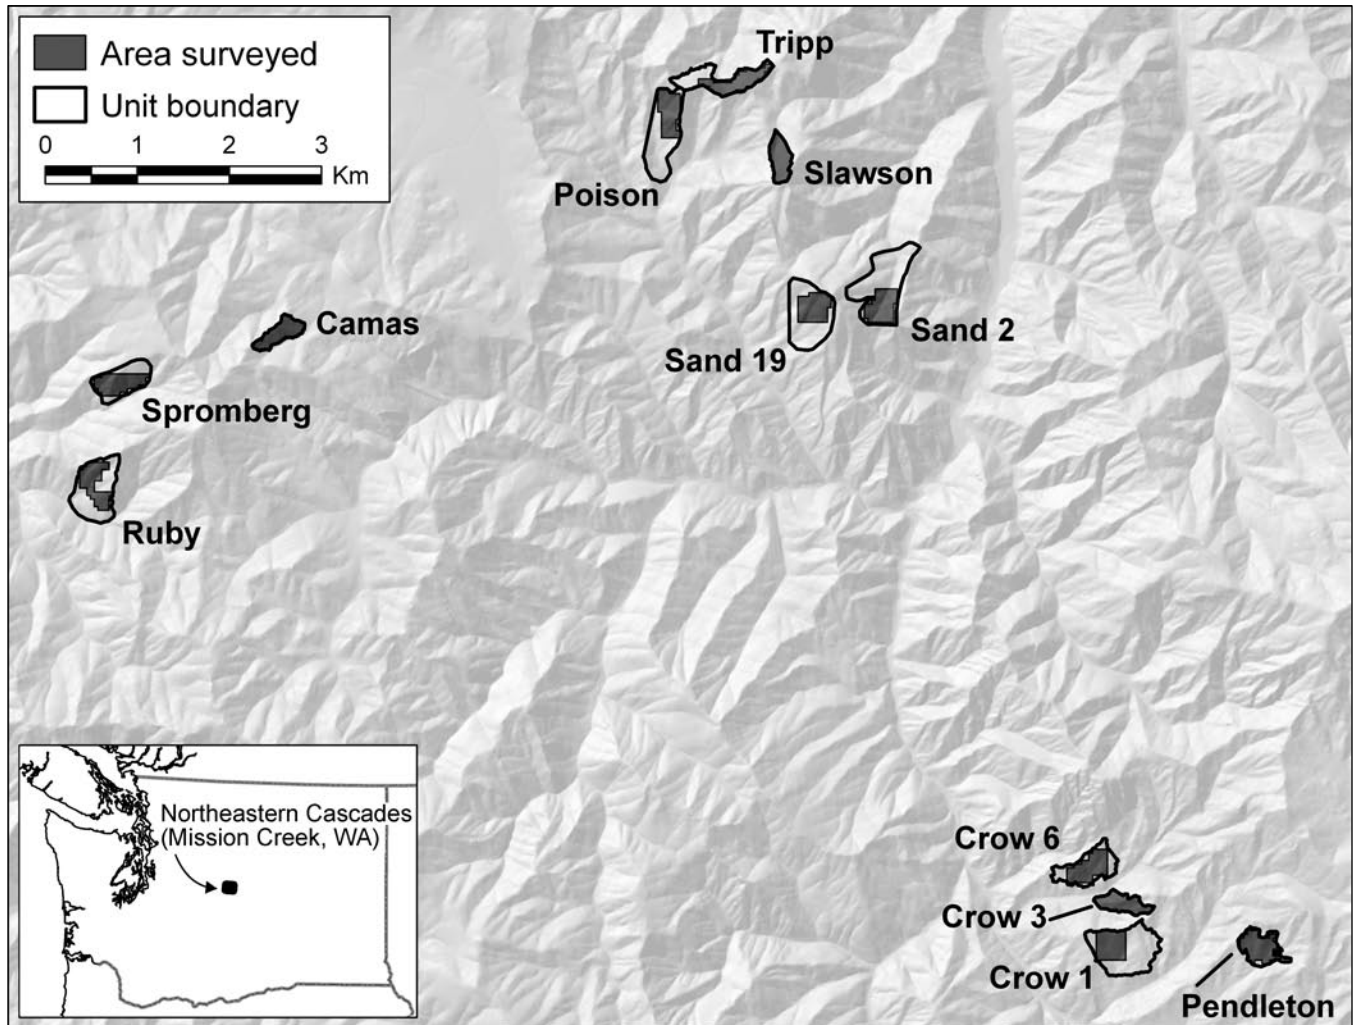 Area surveyed
Unit boundary
0 1 2 3
Km
Tripp
Poison
Slawson
Sand 19
Sand 2
Camas
Spromberg
Ruby
Northeastern Cascades
(Mission Creek, WA)
Crow 6
Crow 3
Crow 1
Pendleton